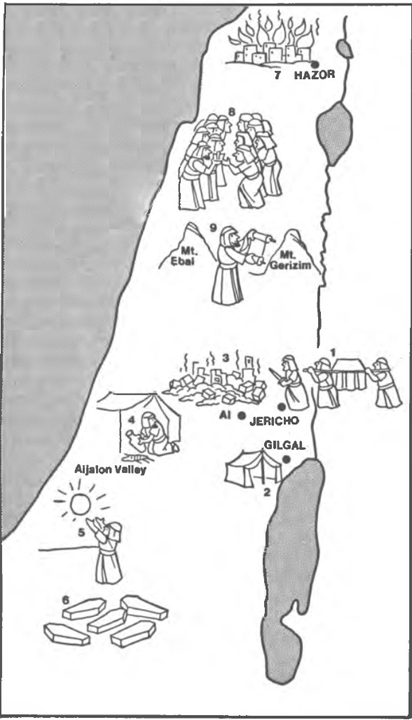 7 HAZOR
8
9
Mt.
Ebal
Mt.
Gerizim
3
1
4
AI
JERICHO
GILGAL
Aijalon Valley
2
5
6